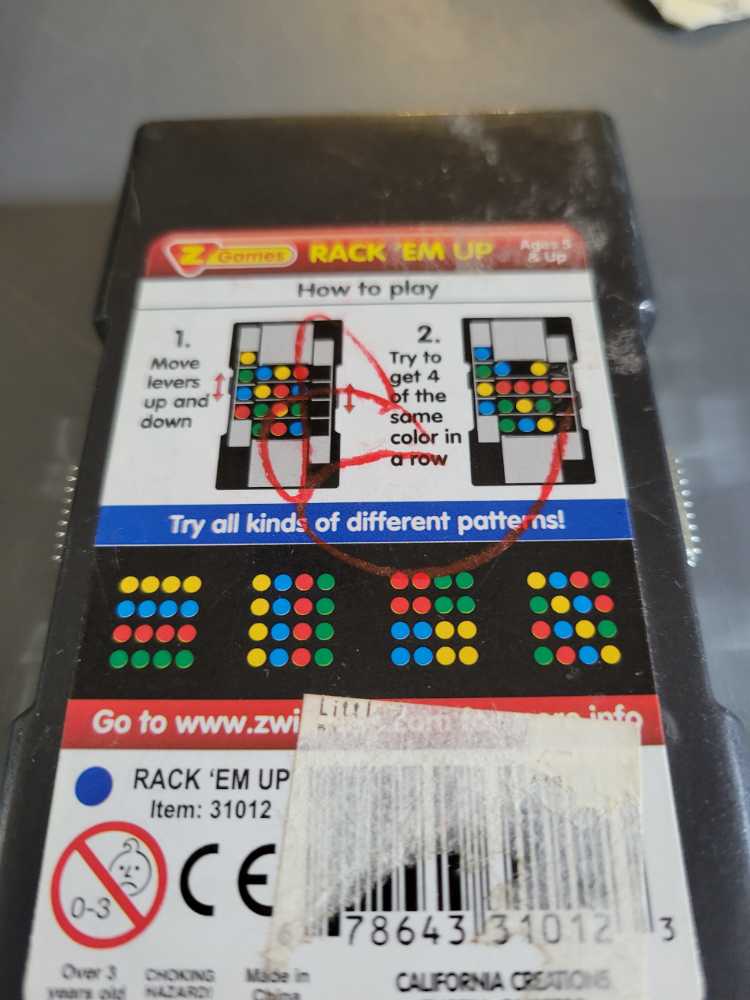 Z Games RACK 'EM UP Ages 5 & Up
How to play
1.
Move
levers
up and
down
2.
Try to
get 4
of the
same
color in
a row
Try all kinds of different patterns!
Go to www.zwi
more info
Little
RACK 'EM UP
Item: 31012
0-3
CE
78643 31012 3
Over 3
years old
CHOKING
HAZARD!
Made in
China
CALIFORNIA CREATIONS